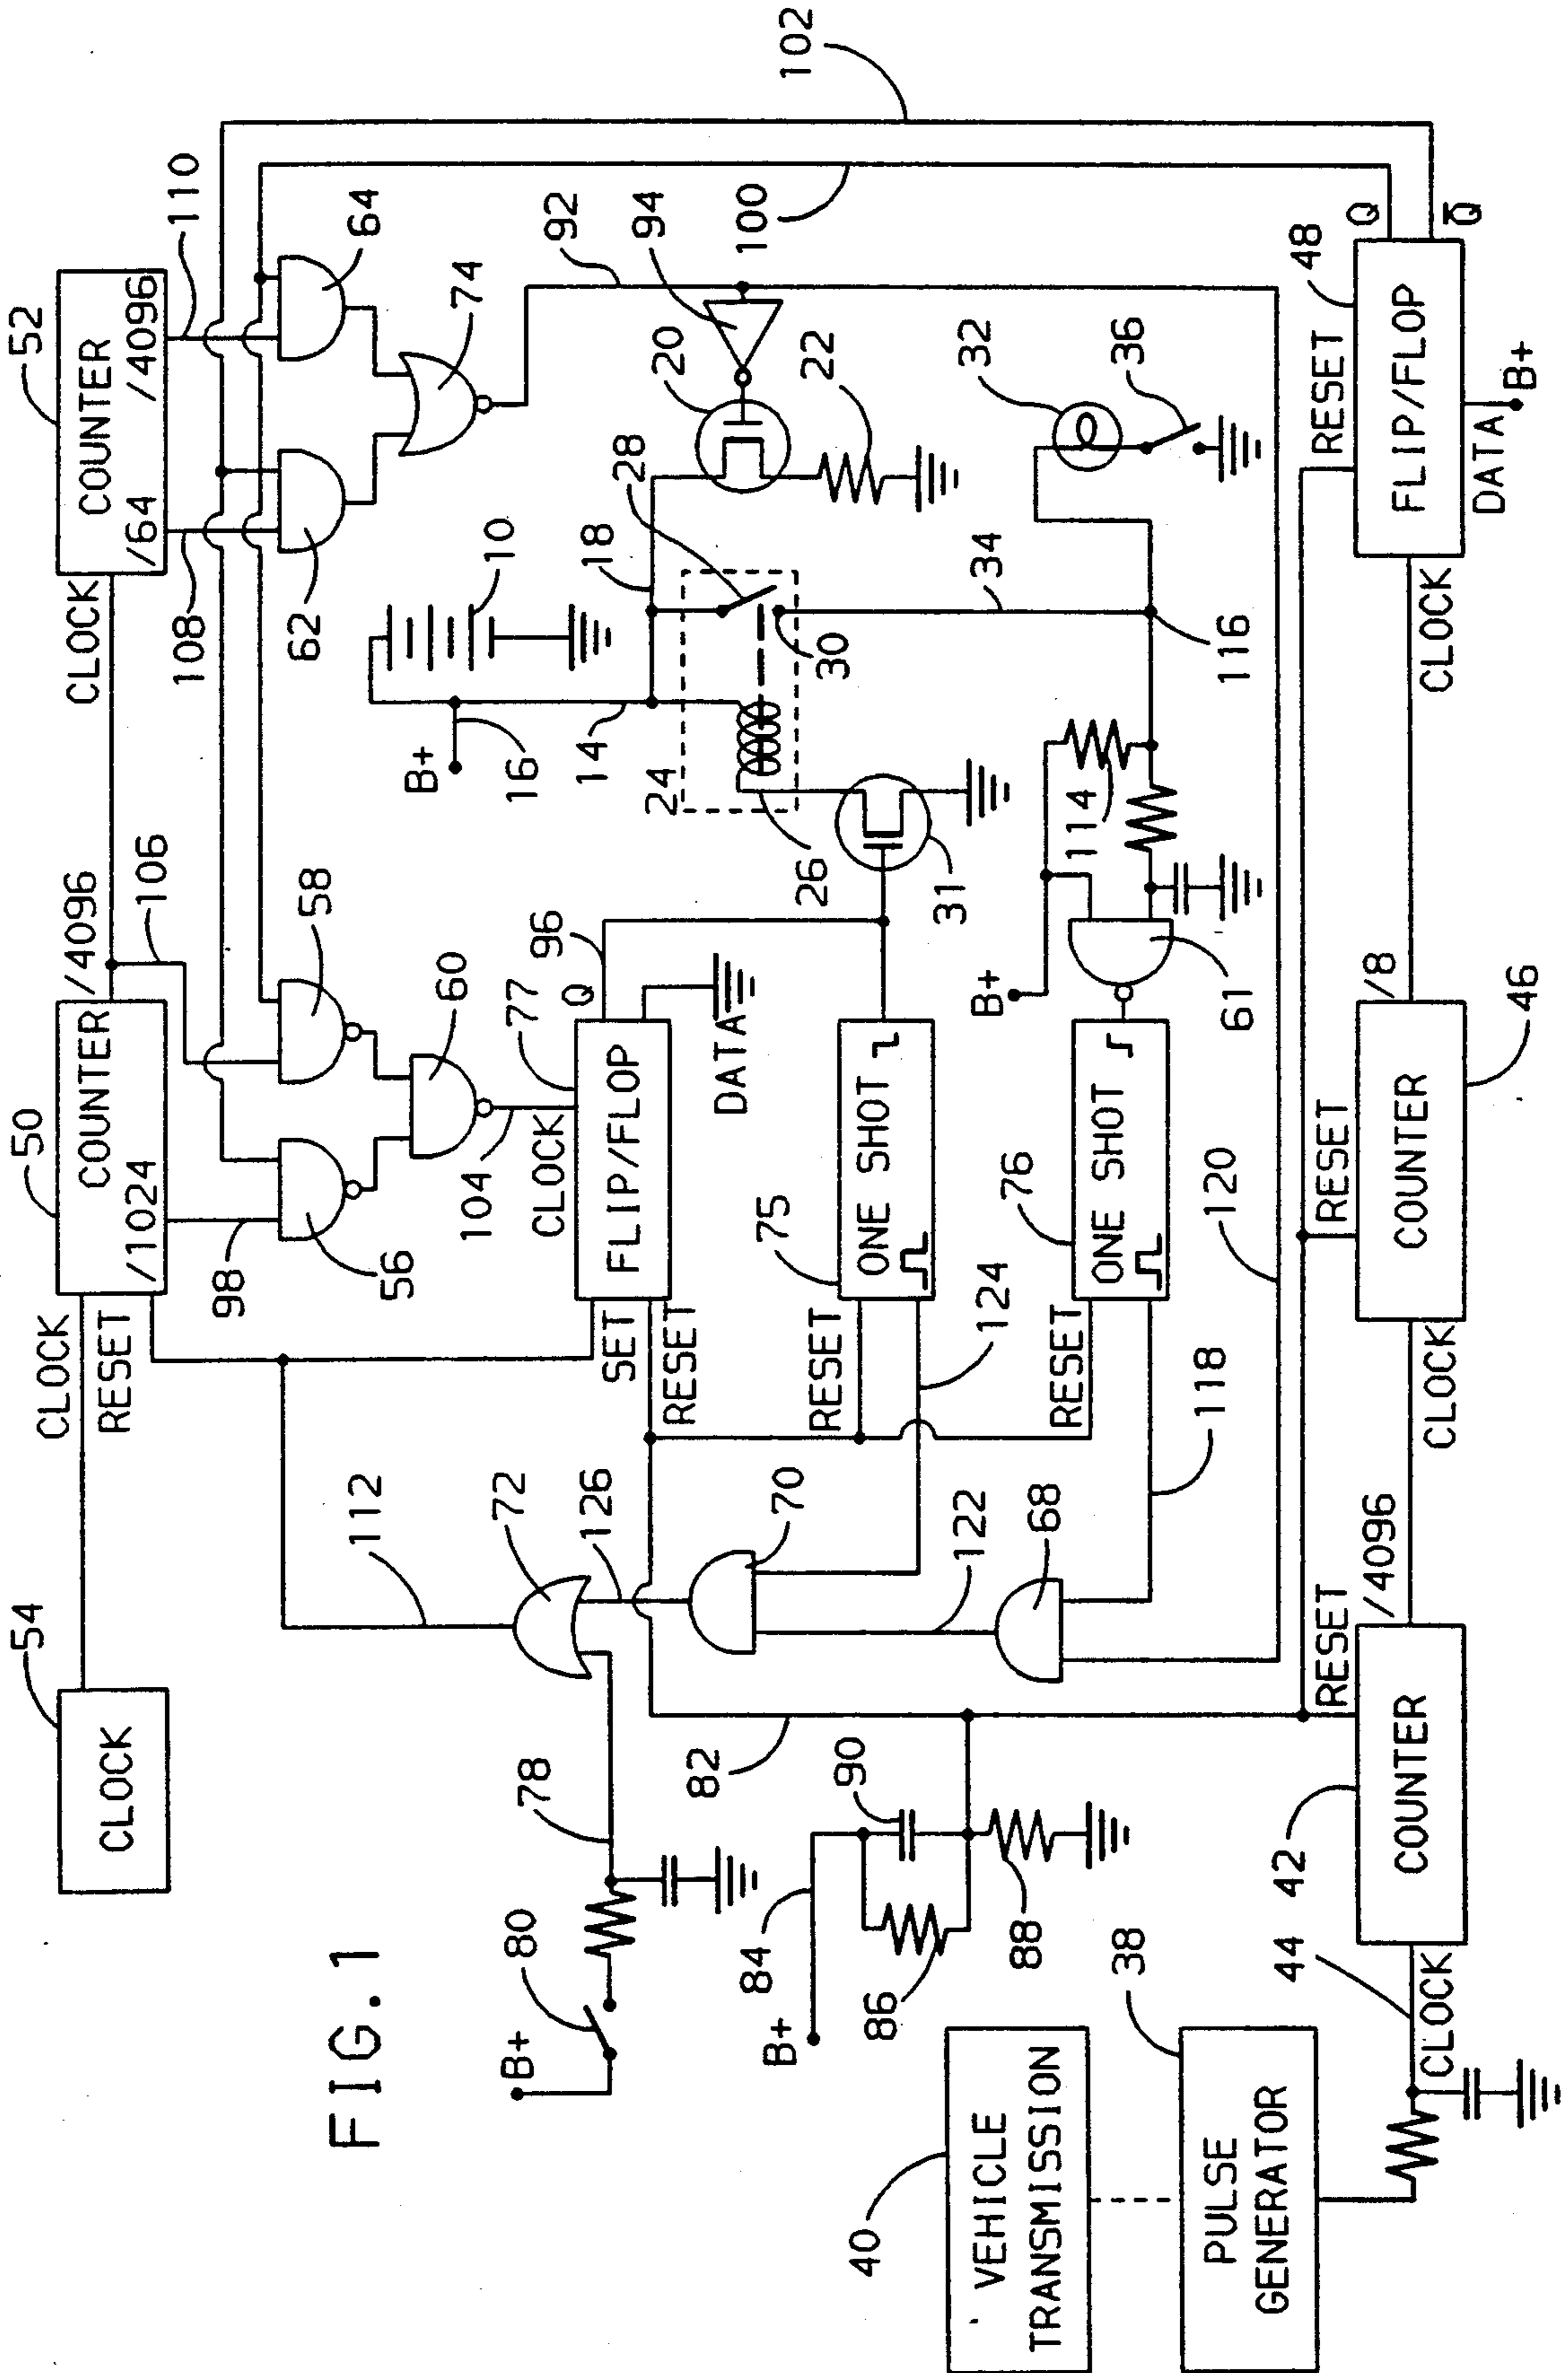 FIG. 1
54
CLOCK
CLOCK
RESET
50
COUNTER
/1024
/4096
106
CLOCK
52
COUNTER
/64
/4096
110
108
98
56
58
60
62
64
74
104
112
72
126
78
80
B+
CLOCK
77
FLIP/FLOP
SET
RESET
Q
DATA
96
B+
16
14
10
18
28
20
22
94
92
100
102
24
26
30
31
34
32
36
75
ONE SHOT
RESET
124
76
ONE SHOT
RESET
118
B+
114
61
116
70
122
68
120
82
84
B+
90
86
88
40
VEHICLE
TRANSMISSION
38
PULSE
GENERATOR
44
CLOCK
42
COUNTER
RESET
/4096
CLOCK
46
COUNTER
RESET
/8
CLOCK
48
FLIP/FLOP
RESET
DATA
B+
Q
Q̅